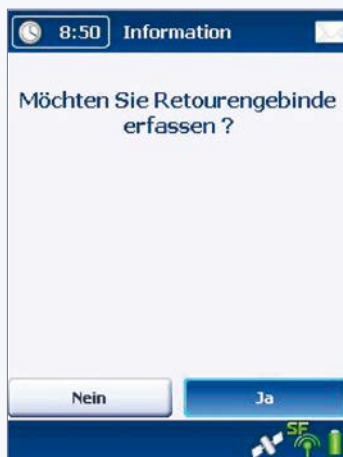 8:50 Information
Möchten Sie Retourengebinde
erfassen ?
Nein Ja
SF